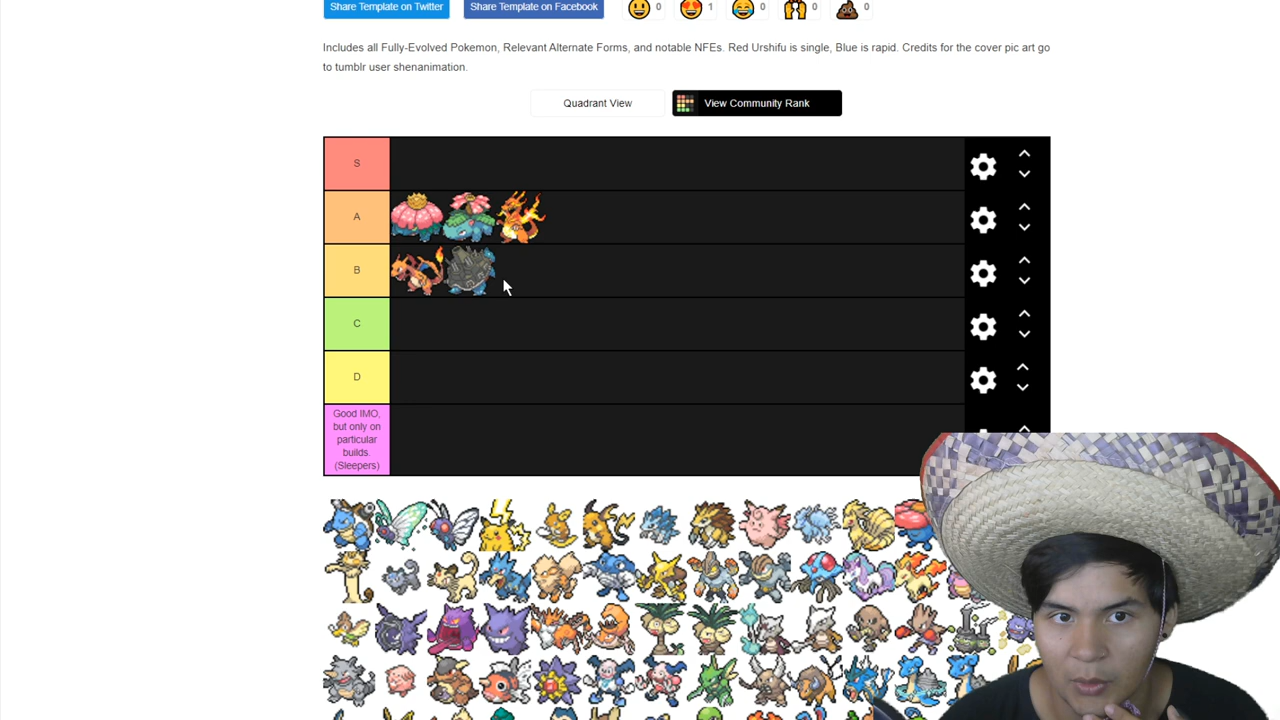 Share Template on Twitter
Share Template on Facebook
0
1
0
0
0
Includes all Fully-Evolved Pokemon, Relevant Alternate Forms, and notable NFEs. Red Urshifu is single, Blue is rapid. Credits for the cover pic art go
to tumblr user shenanimation.
Quadrant View
View Community Rank
S
A
B
C
D
Good IMO,
but only on
particular
builds.
(Sleepers)